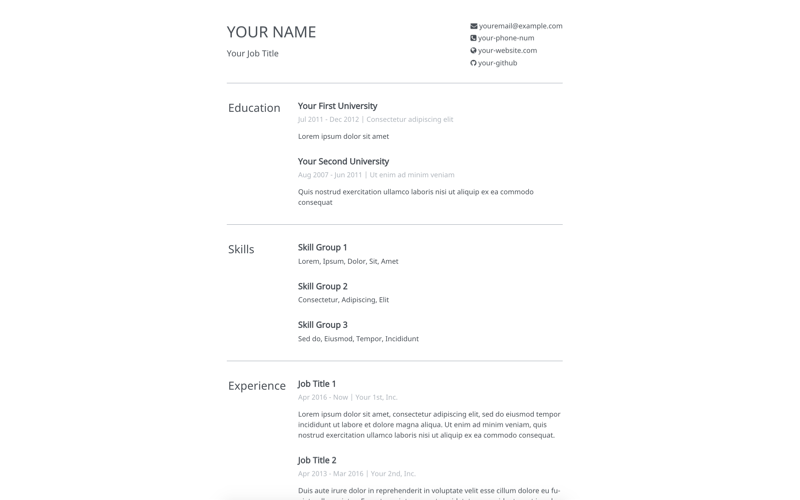 YOUR NAME
Your Job Title
youremail@example.com
your-phone-num
your-website.com
your-github
Education
Your First University
Jul 2011 - Dec 2012 | Consectetur adipiscing elit
Lorem ipsum dolor sit amet
Your Second University
Aug 2007 - Jun 2011 | Ut enim ad minim veniam
Quis nostrud exercitation ullamco laboris nisi ut aliquip ex ea commodo
consequat
Skills
Skill Group 1
Lorem, Ipsum, Dolor, Sit, Amet
Skill Group 2
Consectetur, Adipiscing, Elit
Skill Group 3
Sed do, Eiusmod, Tempor, Incididunt
Experience
Job Title 1
Apr 2016 - Now | Your 1st, Inc.
Lorem ipsum dolor sit amet, consectetur adipiscing elit, sed do eiusmod tempor
incididunt ut labore et dolore magna aliqua. Ut enim ad minim veniam, quis
nostrud exercitation ullamco laboris nisi ut aliquip ex ea commodo consequat.
Job Title 2
Apr 2013 - Mar 2016 | Your 2nd, Inc.
Duis aute irure dolor in reprehenderit in voluptate velit esse cillum dolore eu fu-